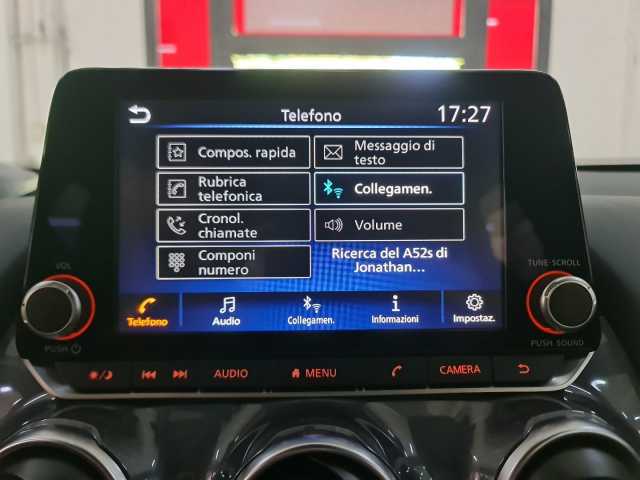 Telefono
17:27
Compos. rapida
Messaggio di
testo
Rubrica
telefonica
Collegamen.
Cronol.
chiamate
Volume
Componi
numero
Ricerca del A52s di
Jonathan...
Telefono
Audio
Collegamen.
Informazioni
Impostaz.
VOL
TUNE·SCROLL
PUSH
PUSH SOUND
AUDIO
MENU
CAMERA